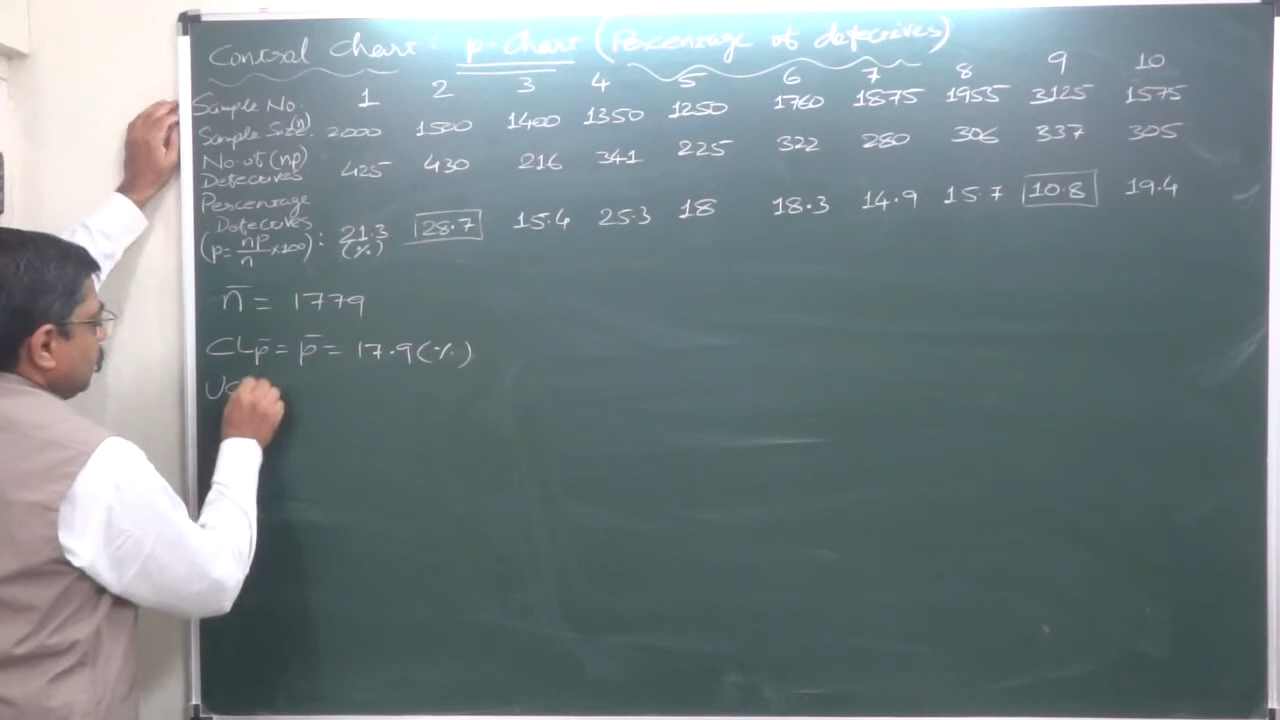 Control Chart: p-Chart (Percentage of defectives)
Sample No: 1 2 3 4 5 6 7 8 9 10
Sample Size(n): 2000 1500 1400 1350 1250 1760 1875 1955 3125 1575
No. of (np) Defectives 425 430 216 341 225 322 280 306 337 305
Percentage
Defectives
(p=np/n ×100): 21.3 (%) 28.7 15.4 25.3 18 18.3 14.9 15.7 10.8 19.4
n̄ = 1779
CLp̄ = p̄ = 17.9(%)
UC